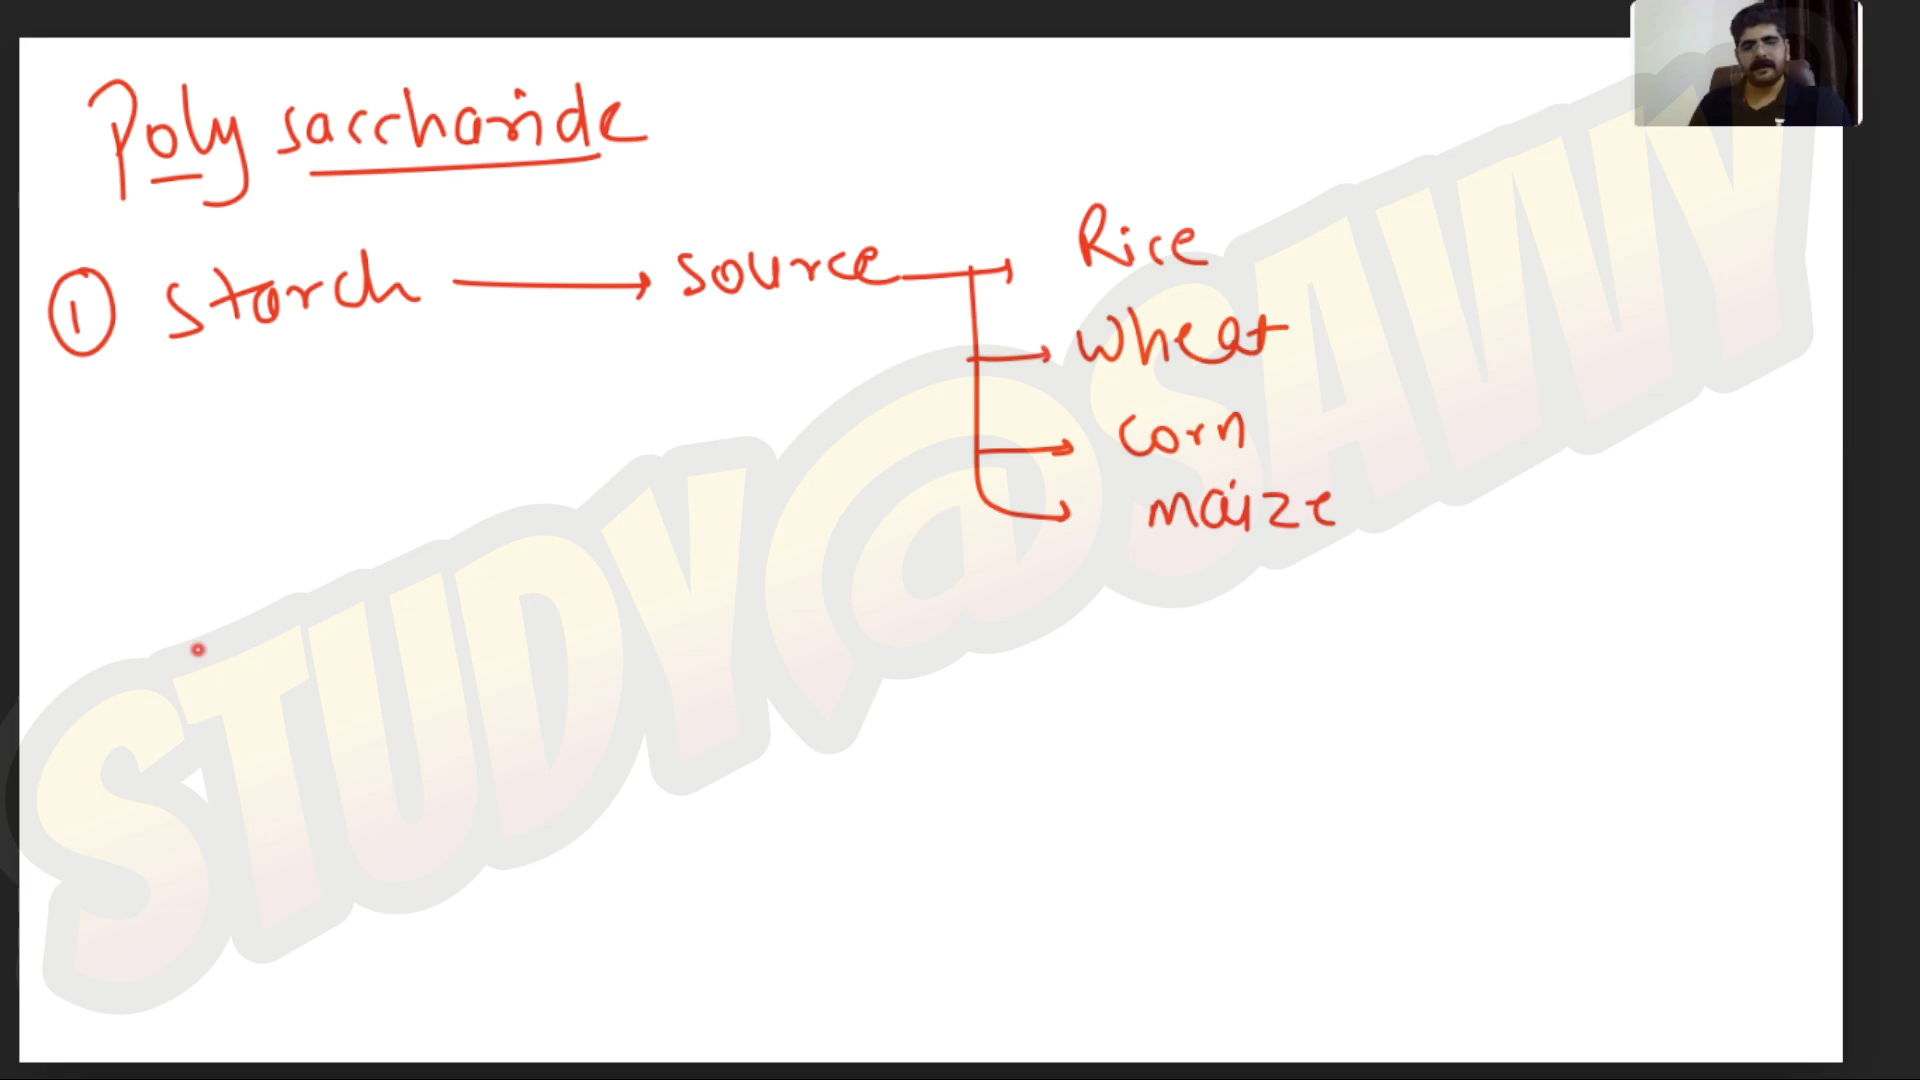 Poly saccharide
① Starch → source → Rice
→ Wheat
→ Corn
→ Maize
STUDY@SAVVY